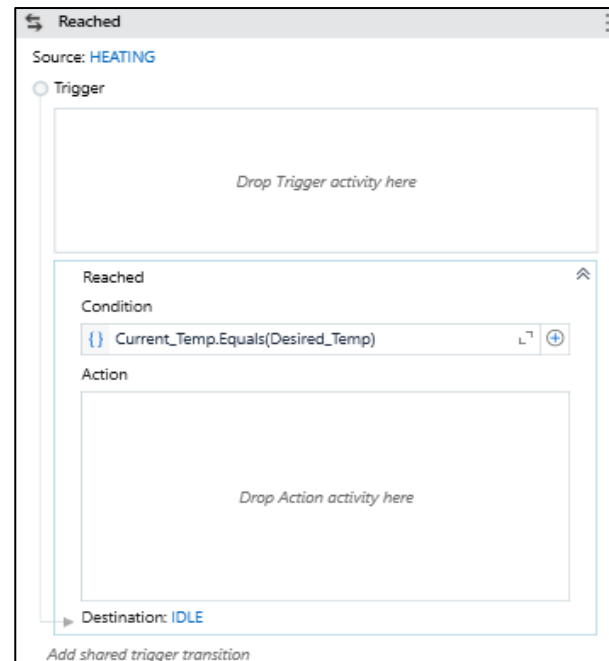 Reached
Source: HEATING
Trigger
Drop Trigger activity here
Reached
Condition
{} Current_Temp.Equals(Desired_Temp)
Action
Drop Action activity here
Destination: IDLE
Add shared trigger transition